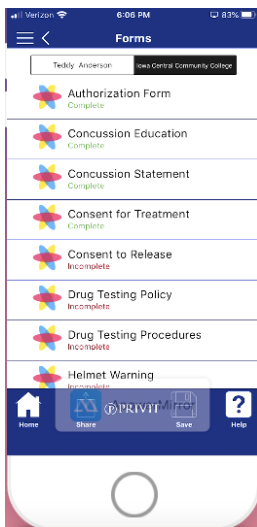 Verizon 6:06 PM 83%
Forms
Teddy Anderson Iowa Central Community College
Authorization Form
Complete
Concussion Education
Complete
Concussion Statement
Complete
Consent for Treatment
Complete
Consent to Release
Incomplete
Drug Testing Policy
Incomplete
Drug Testing Procedures
Incomplete
Helmet Warning
Incomplete
PRIVIT Mirror
Home Share Save Help